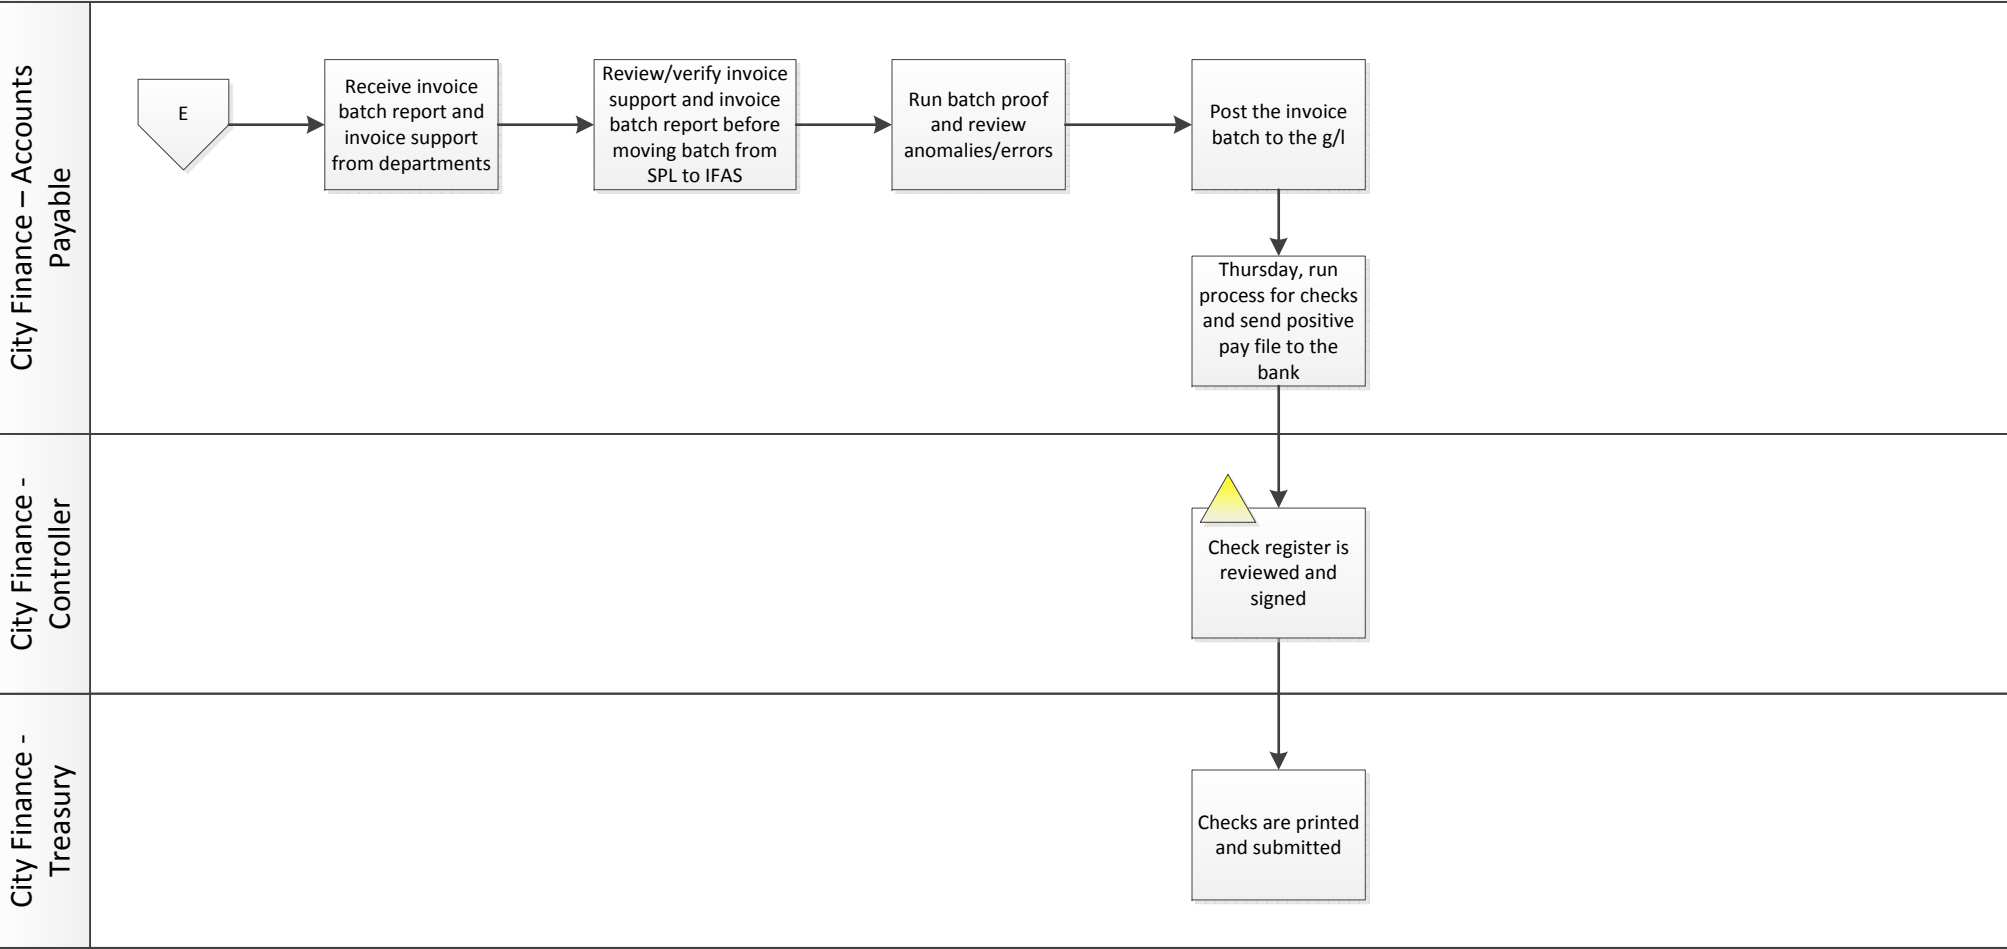 City Finance – Accounts
Payable
E
Receive invoice
batch report and
invoice support
from departments
Review/verify invoice
support and invoice
batch report before
moving batch from
SPL to IFAS
Run batch proof
and review
anomalies/errors
Post the invoice
batch to the g/l
Thursday, run
process for checks
and send positive
pay file to the
bank
City Finance -
Controller
Check register is
reviewed and
signed
City Finance -
Treasury
Checks are printed
and submitted